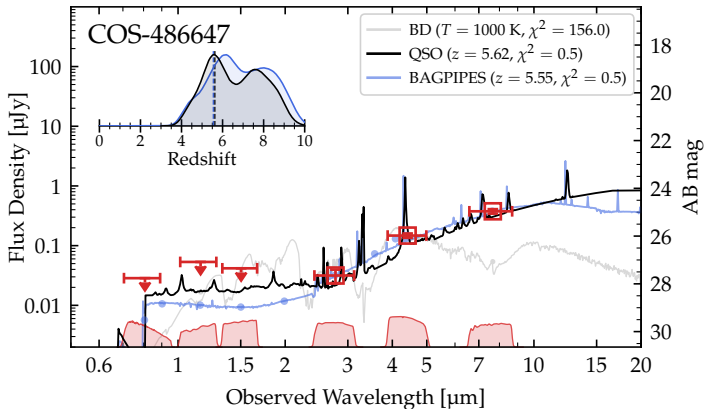 COS-486647
BD (T = 1000 K, χ² = 156.0)
QSO (z = 5.62, χ² = 0.5)
BAGPIPES (z = 5.55, χ² = 0.5)
0 2 4 6 8 10
Redshift
100
10
1
0.1
0.01
Flux Density [μJy]
18
20
22
24
26
28
30
AB mag
0.6 1 1.5 2 3 4 5 7 10 15 20
Observed Wavelength [μm]